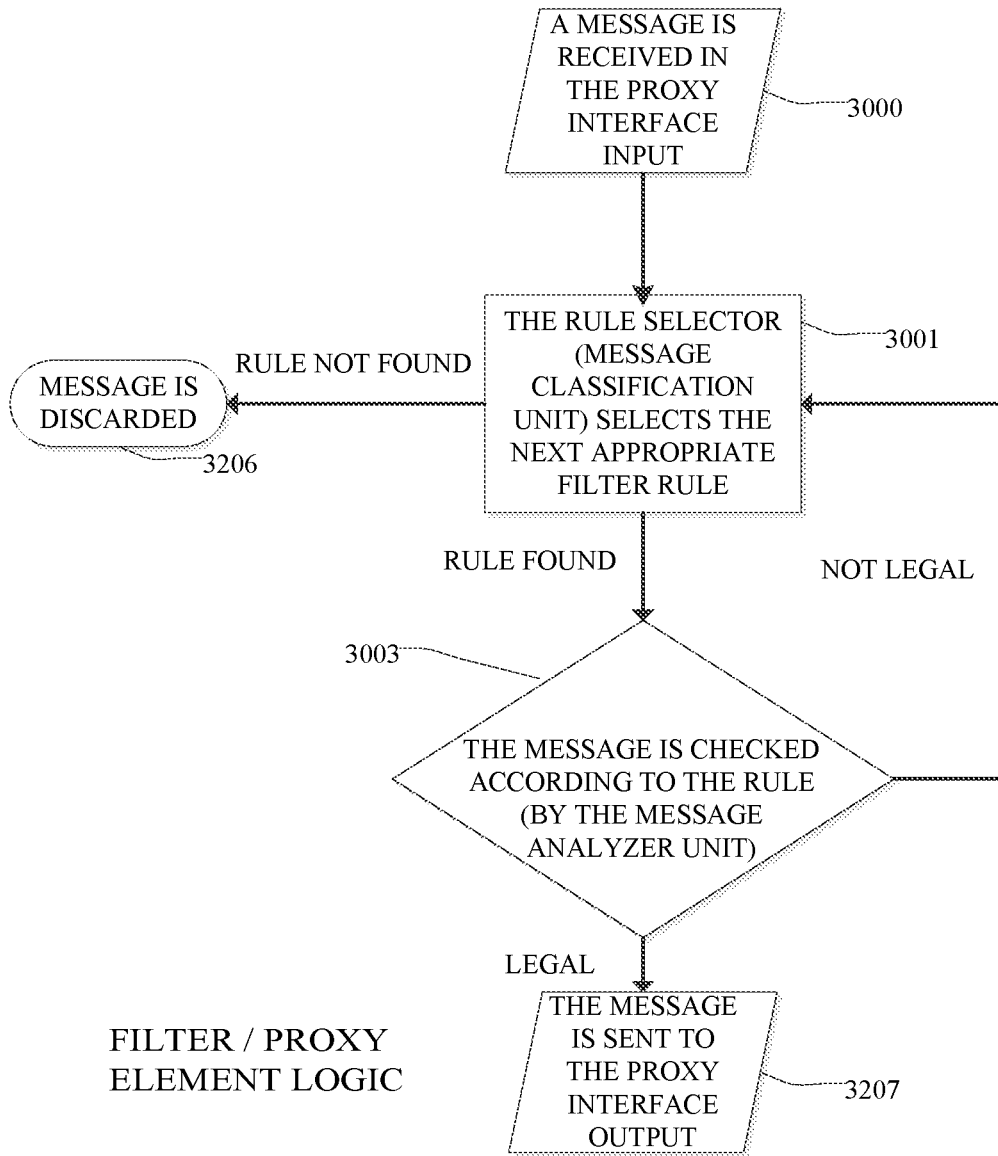 A MESSAGE IS
RECEIVED IN
THE PROXY
INTERFACE
INPUT
3000
THE RULE SELECTOR
(MESSAGE
CLASSIFICATION
UNIT) SELECTS THE
NEXT APPROPRIATE
FILTER RULE
3001
RULE NOT FOUND
MESSAGE IS
DISCARDED
3206
RULE FOUND
NOT LEGAL
3003
THE MESSAGE IS CHECKED
ACCORDING TO THE RULE
(BY THE MESSAGE
ANALYZER UNIT)
LEGAL
THE MESSAGE
IS SENT TO
THE PROXY
INTERFACE
OUTPUT
3207
FILTER / PROXY
ELEMENT LOGIC